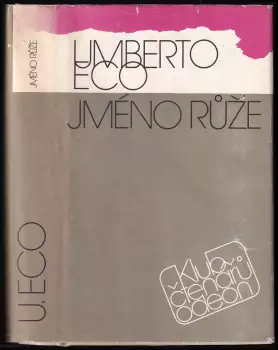 JMÉNO RŮŽE
U. ECO
UMBERTO
ECO
JMÉNO RŮŽE
Klub
čtenářů
odeon